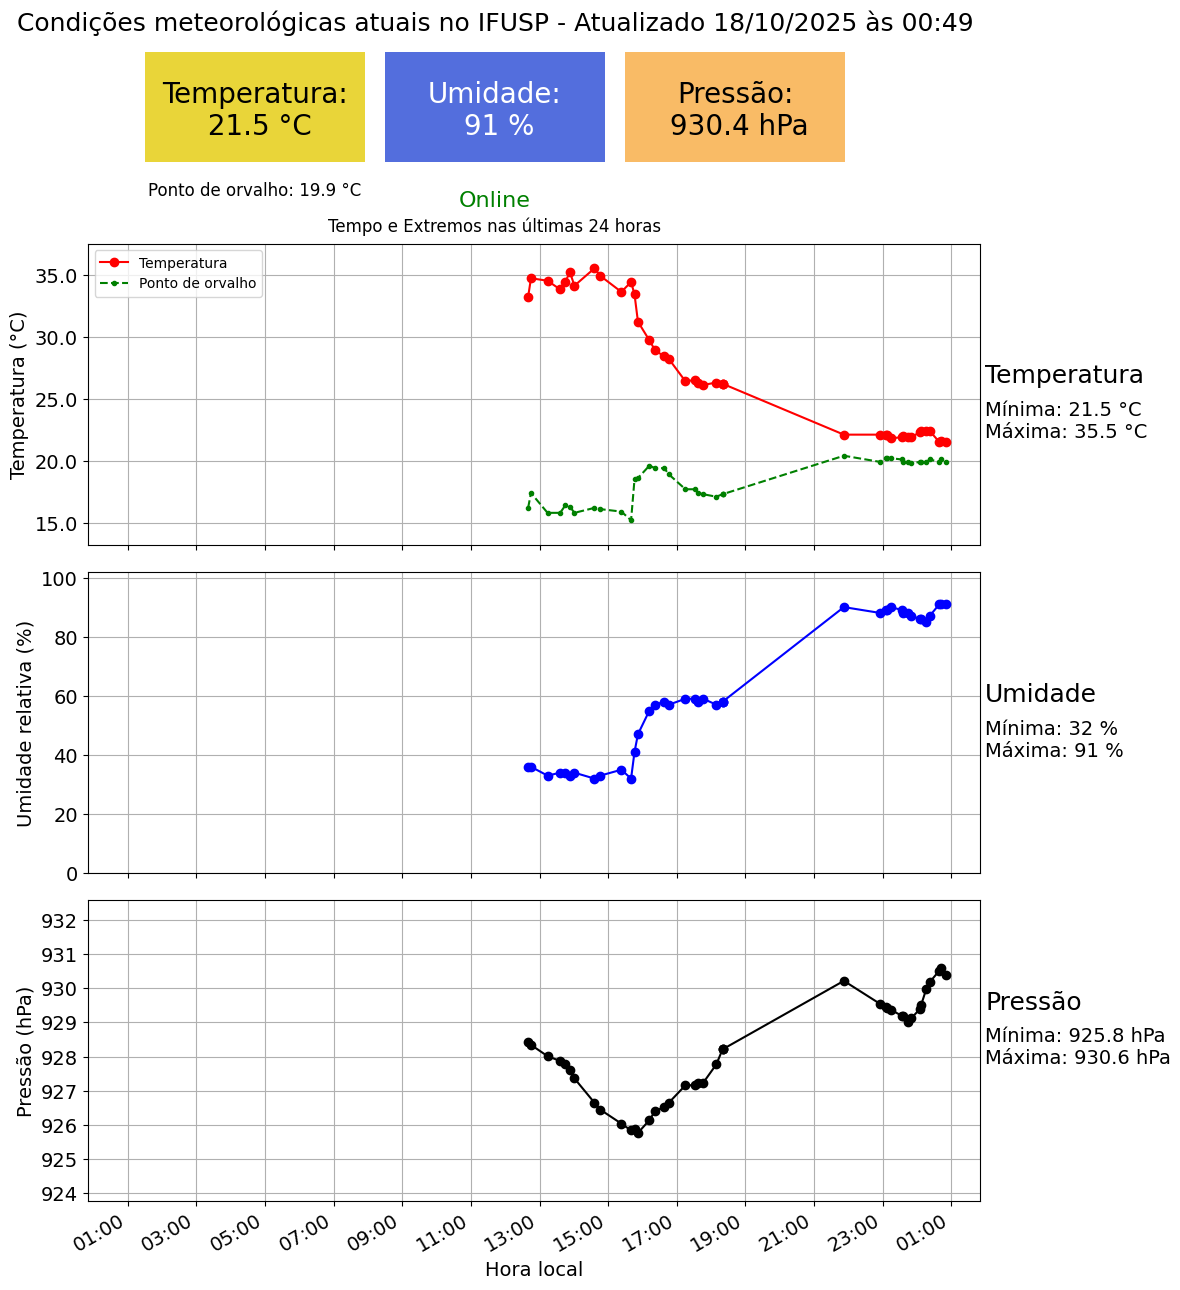 Condições meteorológicas atuais no IFUSP - Atualizado 18/10/2025 às 00:49
Temperatura:
21.5 °C
Umidade:
91 %
Pressão:
930.4 hPa
Ponto de orvalho: 19.9 °C
Online
Tempo e Extremos nas últimas 24 horas
Temperatura
Ponto de orvalho
Temperatura (°C)
35.0
30.0
25.0
20.0
15.0
Temperatura
Mínima: 21.5 °C
Máxima: 35.5 °C
Umidade relativa (%)
100
80
60
40
20
0
Umidade
Mínima: 32 %
Máxima: 91 %
Pressão (hPa)
932
931
930
929
928
927
926
925
924
Pressão
Mínima: 925.8 hPa
Máxima: 930.6 hPa
01:00
03:00
05:00
07:00
09:00
11:00
13:00
15:00
17:00
19:00
21:00
23:00
01:00
Hora local